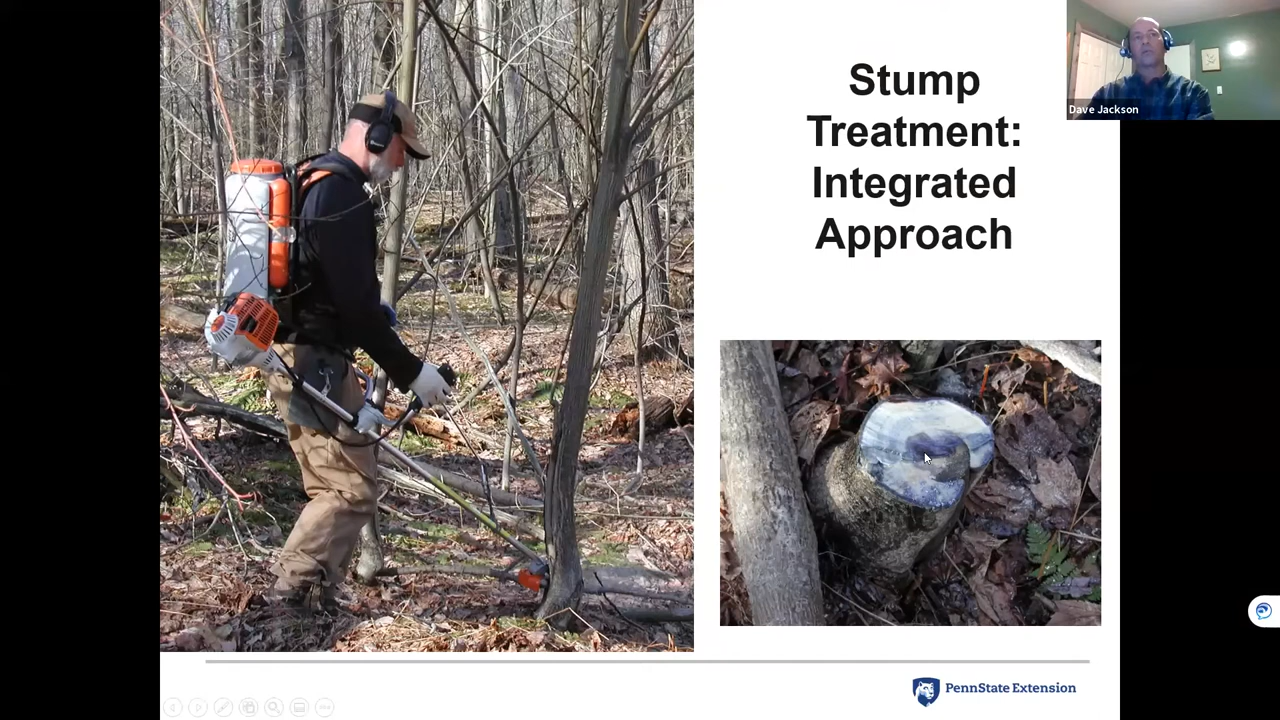 Stump
Treatment:
Integrated
Approach
Dave Jackson
PennState Extension